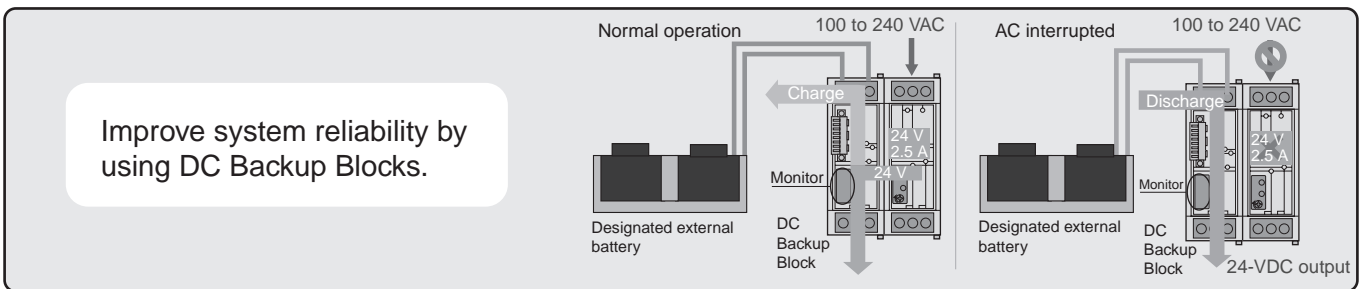 Improve system reliability by
using DC Backup Blocks.
Normal operation
100 to 240 VAC
Charge
24 V
2.5 A
24 V
Monitor
Designated external
battery
DC
Backup
Block
AC interrupted
100 to 240 VAC
Discharge
24 V
2.5 A
Monitor
Designated external
battery
DC
Backup
Block
24-VDC output